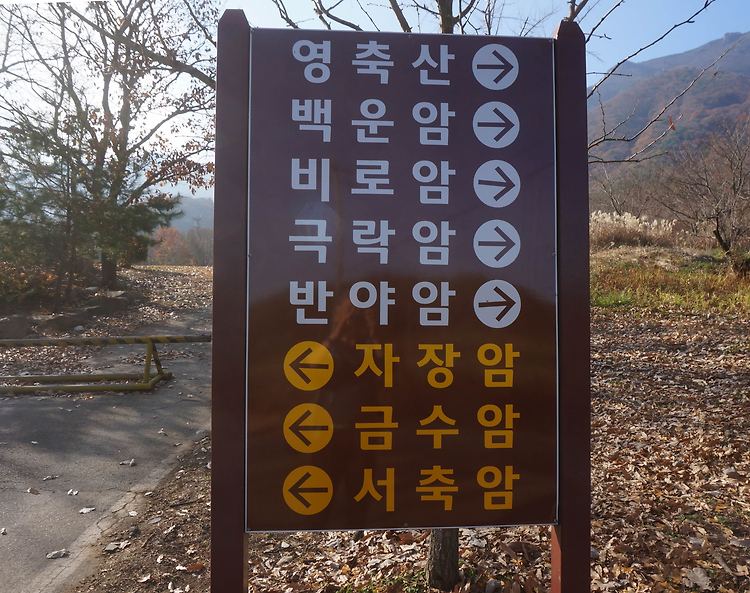 영축산 →
백운암 →
비로암 →
극락암 →
반야암 →
← 자장암
← 금수암
← 서축암